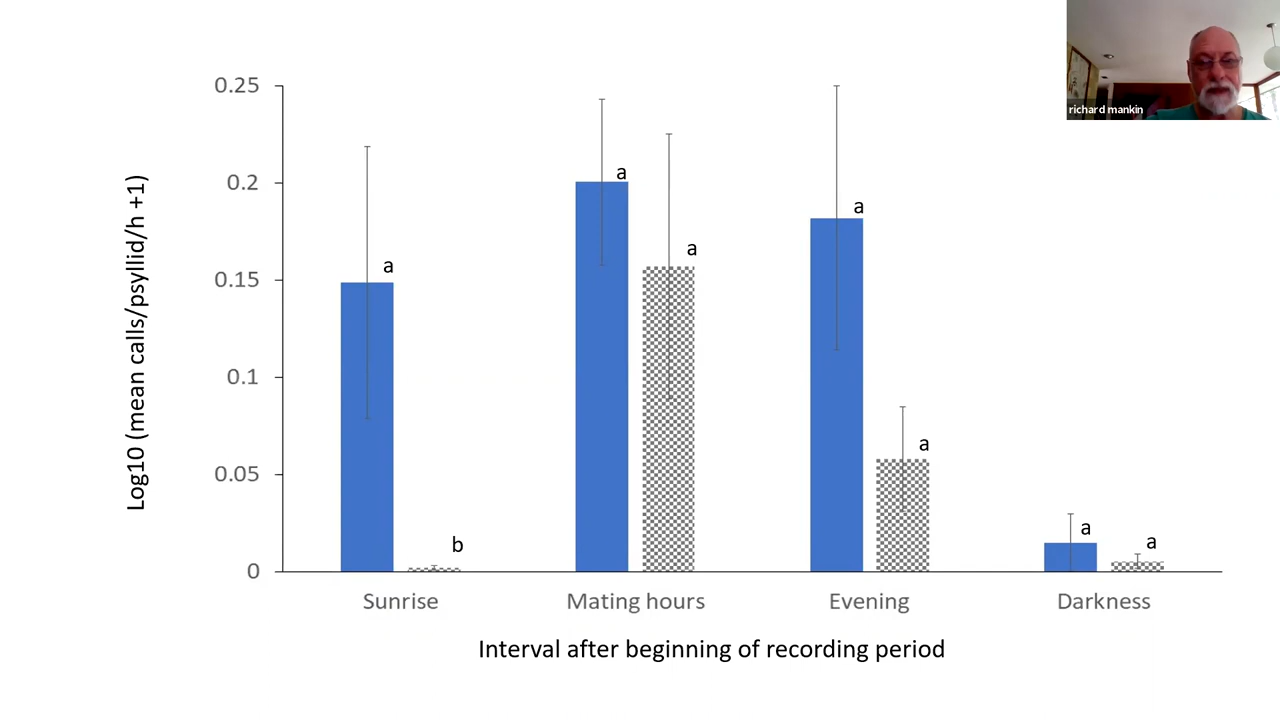 richard mankin
0.25
0.2
0.15
0.1
0.05
0
Log10 (mean calls/psyllid/h +1)
a
b
a
a
a
a
a
a
Sunrise
Mating hours
Evening
Darkness
Interval after beginning of recording period